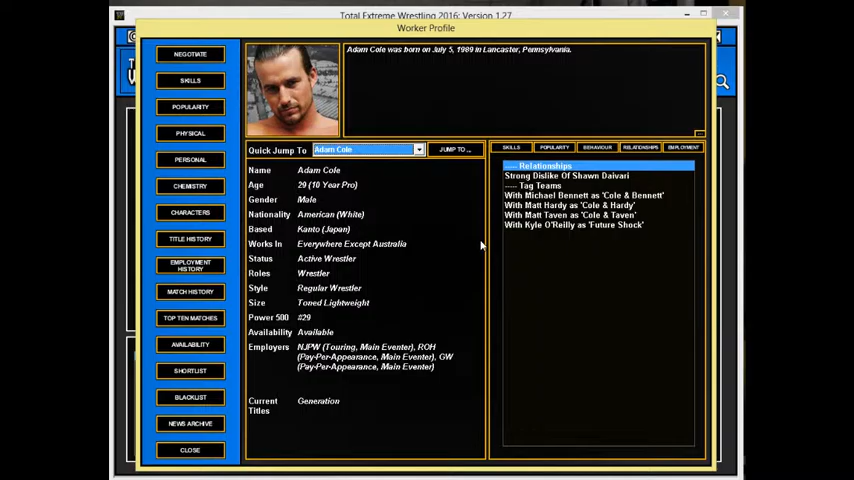 Total Extreme Wrestling 2016: Version 1.27
Worker Profile
NEGOTIATE
SKILLS
POPULARITY
PHYSICAL
PERSONAL
CHEMISTRY
CHARACTERS
TITLE HISTORY
EMPLOYMENT
HISTORY
MATCH HISTORY
TOP TEN MATCHES
AVAILABILITY
SHORTLIST
BLACKLIST
NEWS ARCHIVE
CLOSE
Adam Cole was born on July 5, 1989 in Lancaster, Pennsylvania.
Quick Jump To Adam Cole JUMP TO ...
Name Adam Cole
Age 29 (10 Year Pro)
Gender Male
Nationality American (White)
Based Kanto (Japan)
Works In Everywhere Except Australia
Status Active Wrestler
Roles Wrestler
Style Regular Wrestler
Size Toned Lightweight
Power 500 #29
Availability Available
Employers NJPW (Touring, Main Eventer), ROH
(Pay-Per-Appearance, Main Eventer), GW
(Pay-Per-Appearance, Main Eventer)
Current Generation
Titles
SKILLS POPULARITY BEHAVIOUR RELATIONSHIPS EMPLOYMENT
---- Relationships
Strong Dislike Of Shawn Daivari
---- Tag Teams
With Michael Bennett as 'Cole & Bennett'
With Matt Hardy as 'Cole & Hardy'
With Matt Taven as 'Cole & Taven'
With Kyle O'Reilly as 'Future Shock'